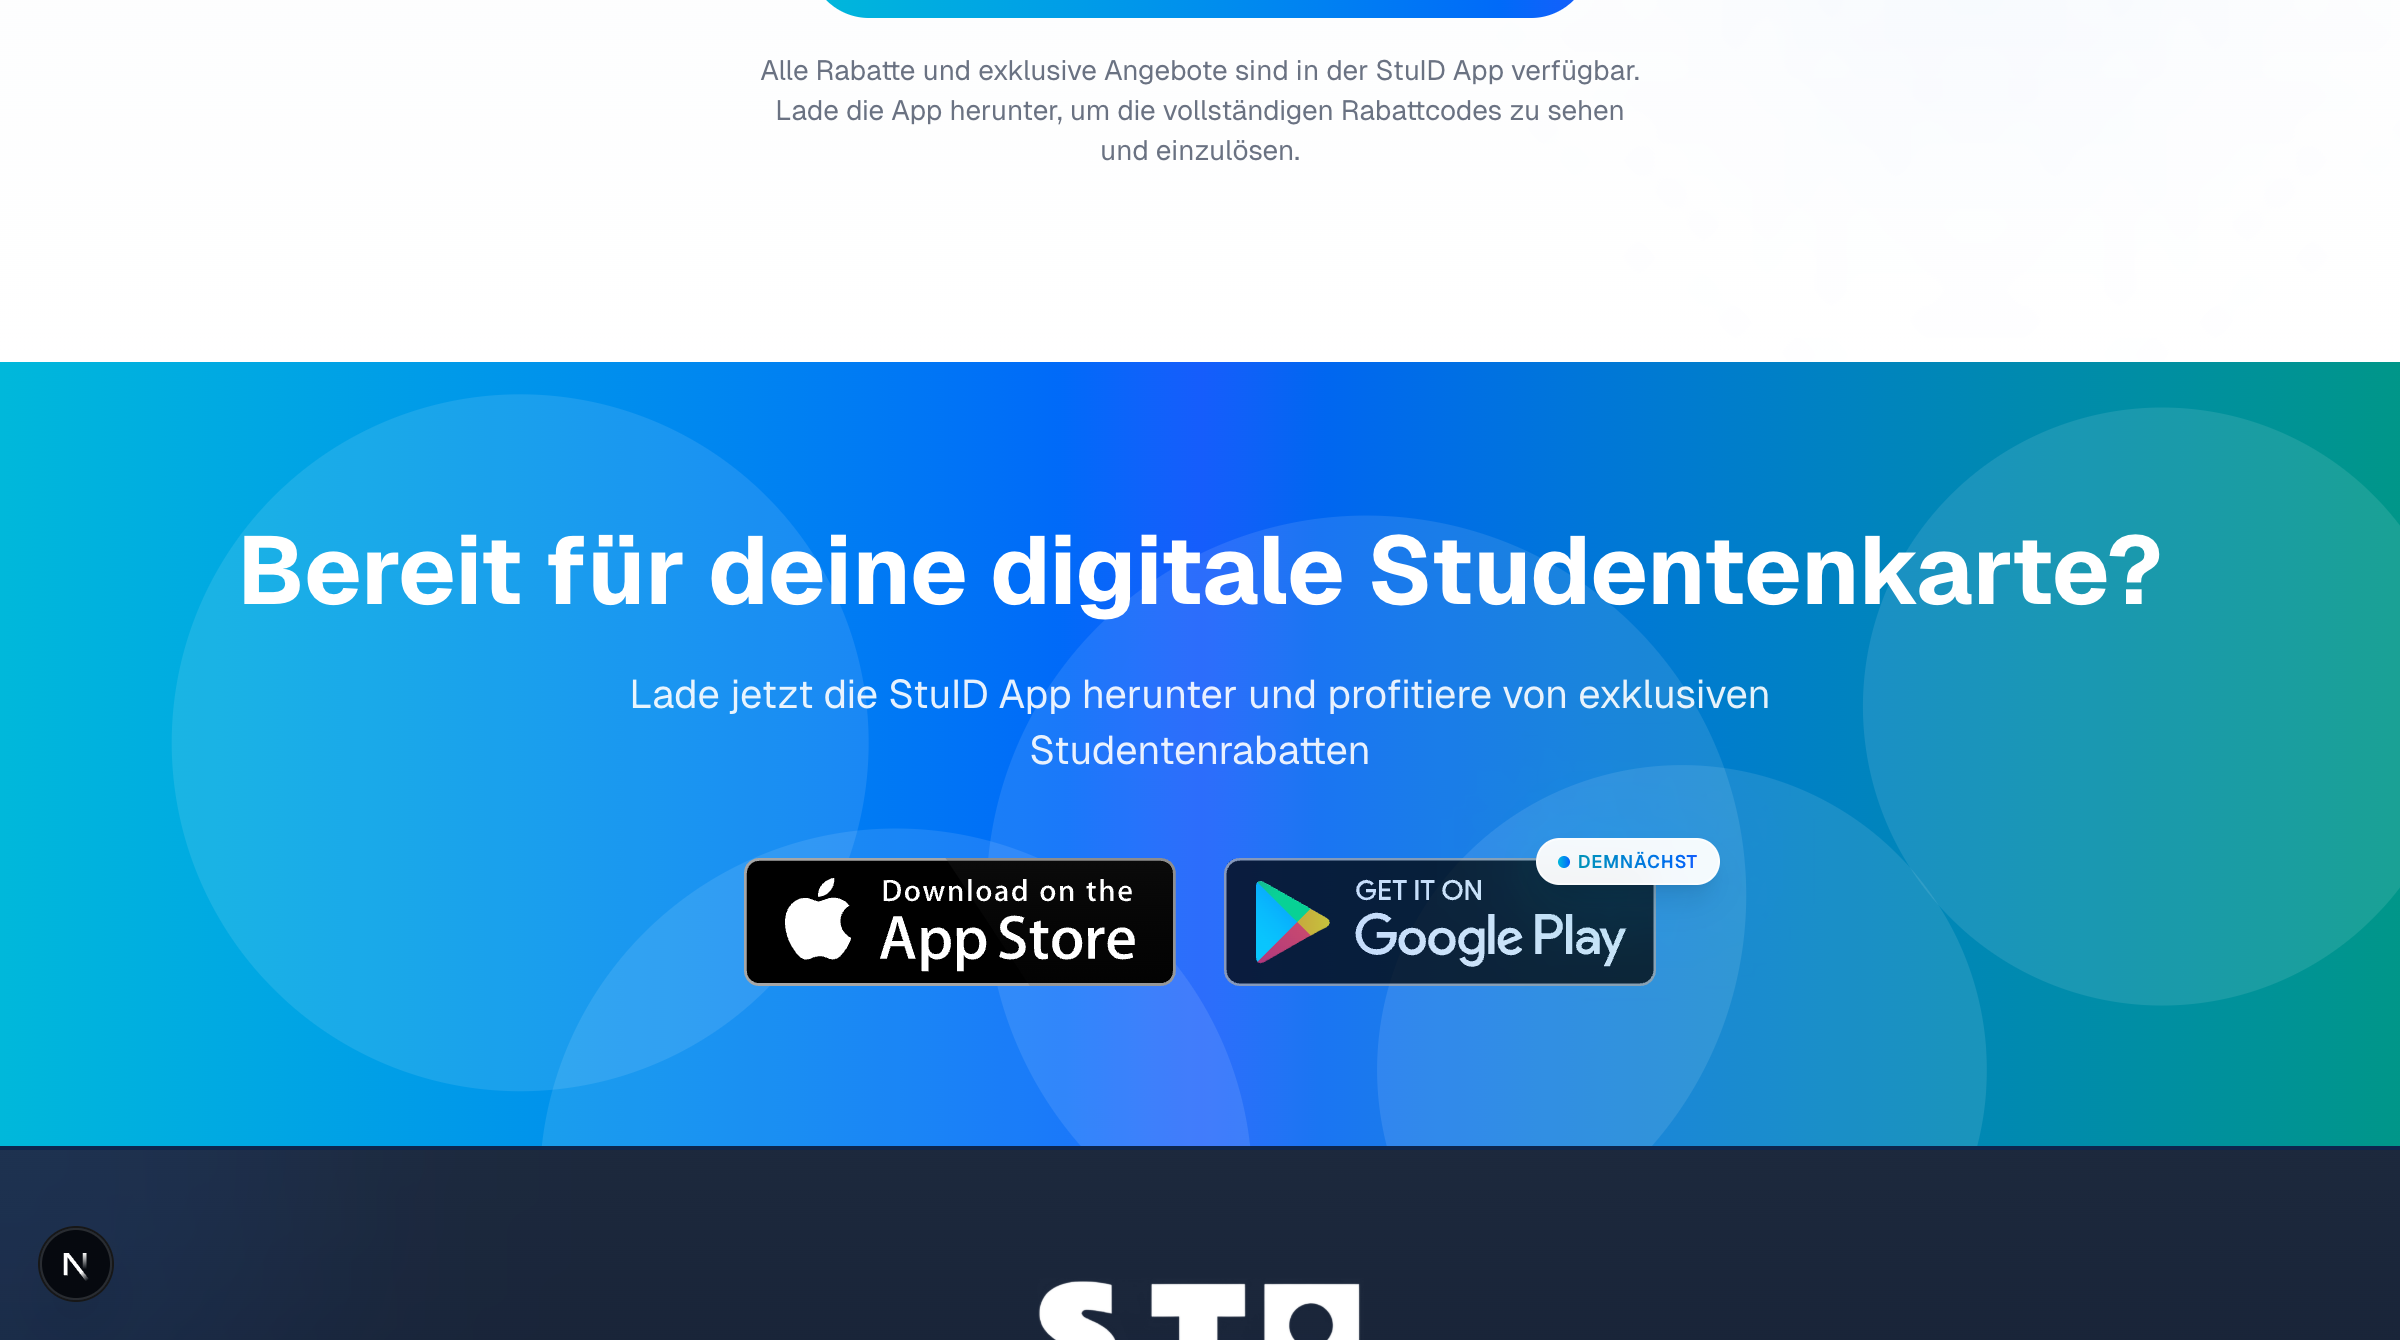 Alle Rabatte und exklusive Angebote sind in der StuID App verfügbar.
Lade die App herunter, um die vollständigen Rabattcodes zu sehen
und einzulösen.
Bereit für deine digitale Studentenkarte?
Lade jetzt die StuID App herunter und profitiere von exklusiven
Studentenrabatten
Download on the
App Store
DEMNÄCHST
GET IT ON
Google Play
N